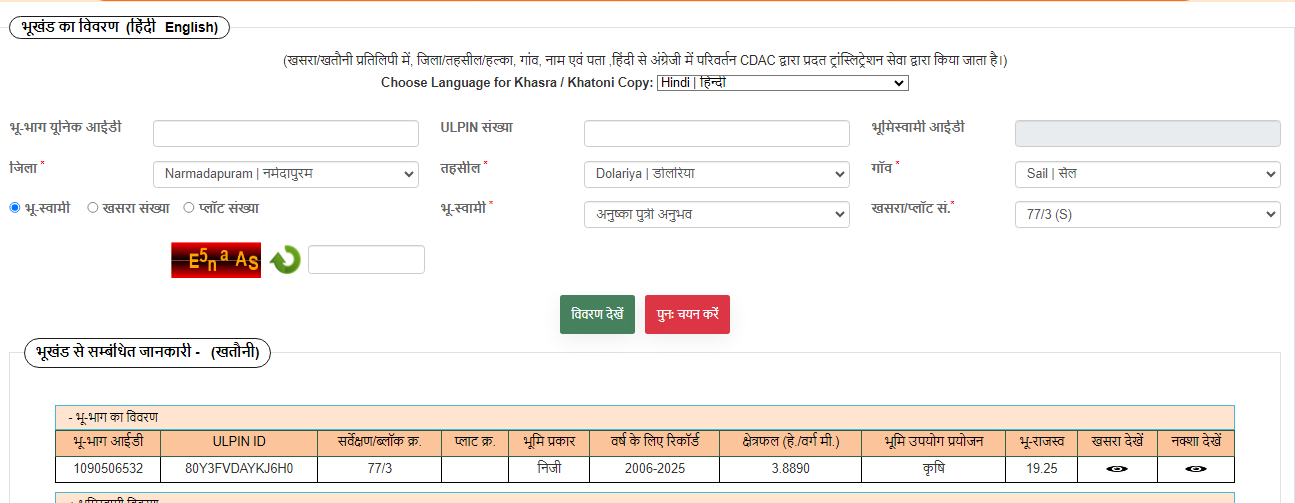 भूखंड का विवरण (हिंदी English)
(खसरा/खतौनी प्रतिलिपी में, जिला/तहसील/हल्का, गांव, नाम एवं पता ,हिंदी से अंग्रेजी में परिवर्तन CDAC द्वारा प्रदत ट्रांस्लिट्रेशन सेवा द्वारा किया जाता है।)
Choose Language for Khasra / Khatoni Copy: Hindi | हिन्दी
भू-भाग यूनिक आईडी ULPIN संख्या भूमिस्वामी आईडी
जिला * Narmadapuram | नर्मदापुरम तहसील * Dolariya | डोलरिया गाँव * Sail | सेल
भू-स्वामी खसरा संख्या प्लॉट संख्या भू-स्वामी * अनुष्का पुत्री अनुभव खसरा/प्लॉट सं.* 77/3 (S)
E5naAs
विवरण देखें पुनः चयन करें
भूखंड से सम्बंधित जानकारी - (खतौनी)
- भू-भाग का विवरण
भू-भाग आईडी ULPIN ID सर्वेक्षण/ब्लॉक क्र. प्लाट क्र. भूमि प्रकार वर्ष के लिए रिकॉर्ड क्षेत्रफल (हे./वर्ग मी.) भूमि उपयोग प्रयोजन भू-राजस्व खसरा देखें नक्शा देखें
1090506532 80Y3FVDAYKJ6H0 77/3 निजी 2006-2025 3.8890 कृषि 19.25